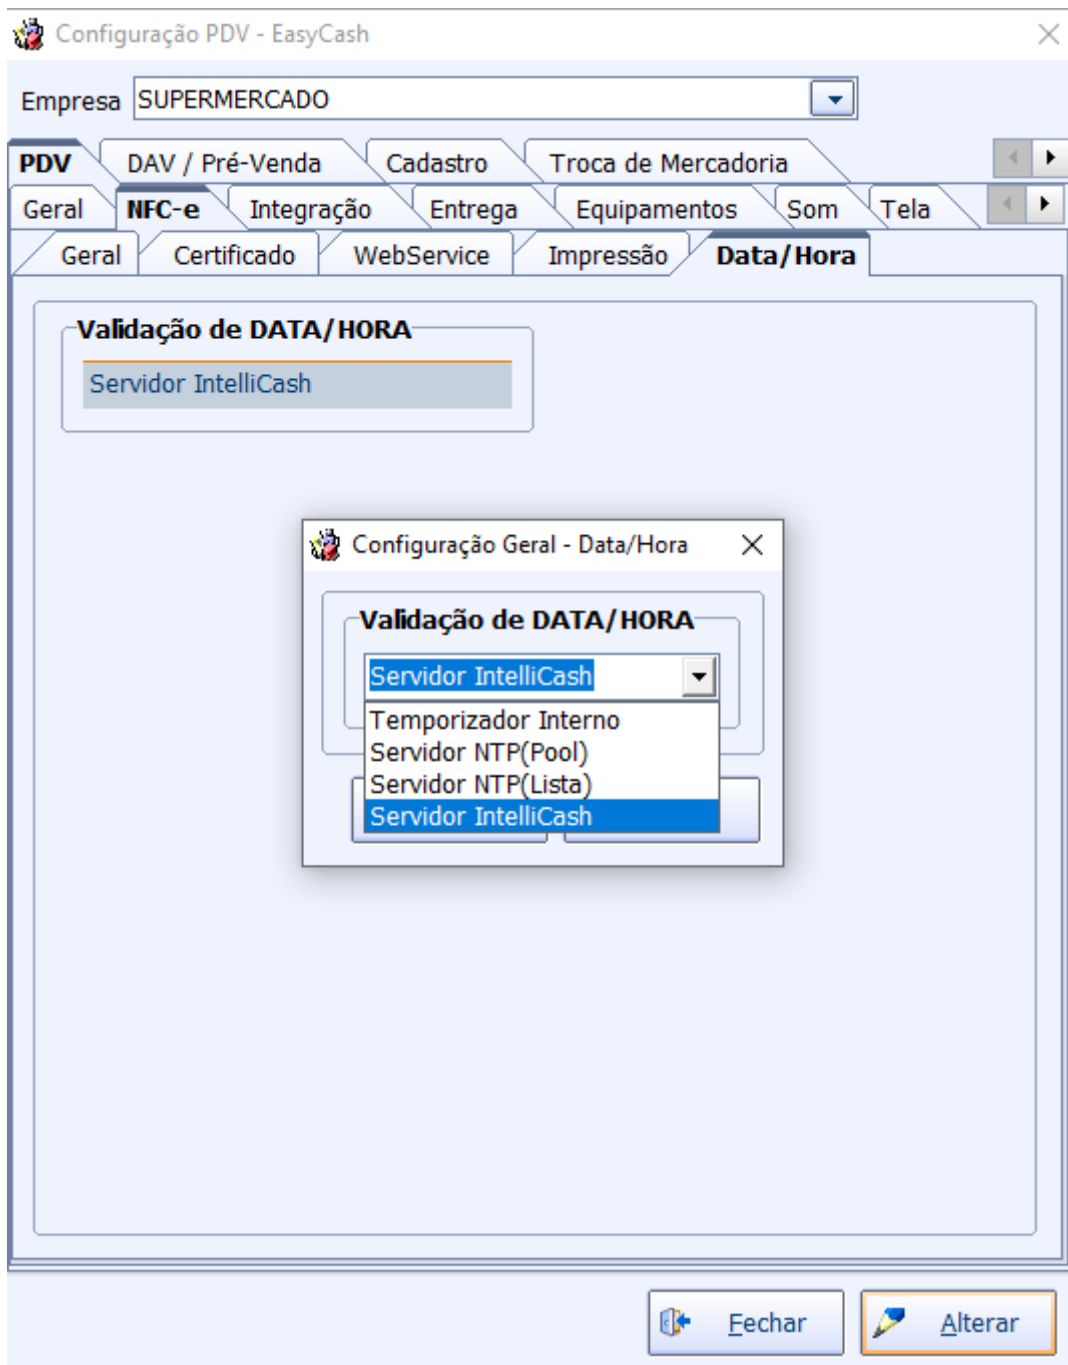 Configuração PDV - EasyCash
Empresa SUPERMERCADO
PDV DAV / Pré-Venda Cadastro Troca de Mercadoria
Geral NFC-e Integração Entrega Equipamentos Som Tela
Geral Certificado WebService Impressão Data/Hora
Validação de DATA/HORA
Servidor IntelliCash
Configuração Geral - Data/Hora
Validação de DATA/HORA
Servidor IntelliCash
Temporizador Interno
Servidor NTP(Pool)
Servidor NTP(Lista)
Servidor IntelliCash
Fechar Alterar